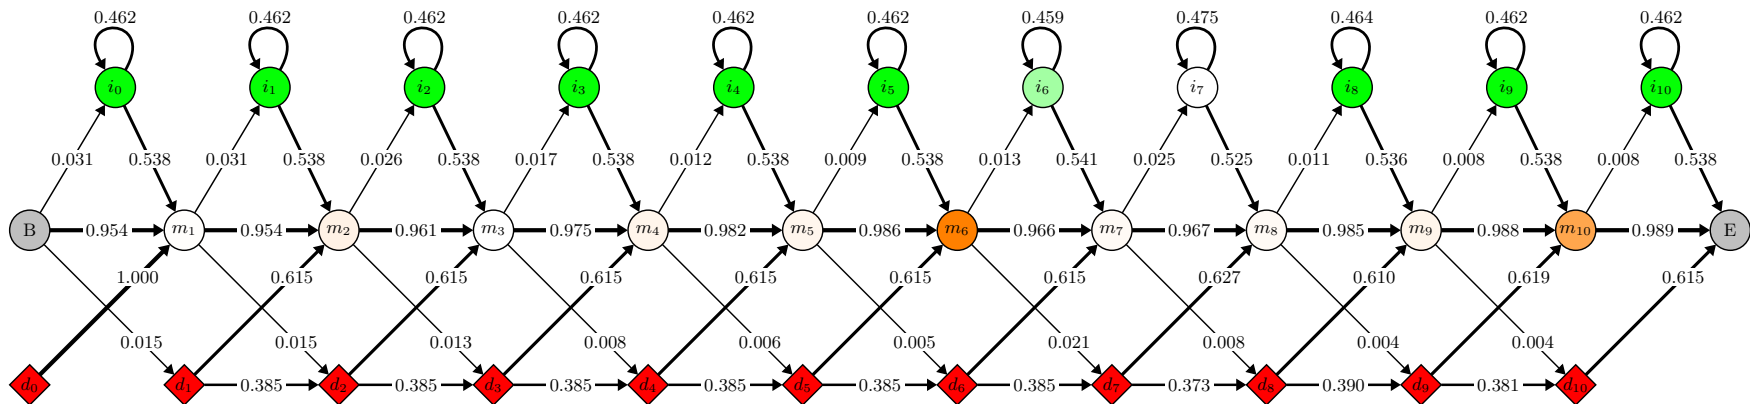 0.462 0.462 0.462 0.462 0.462 0.462 0.459 0.475 0.464 0.462 0.462
i₀ i₁ i₂ i₃ i₄ i₅ i₆ i₇ i₈ i₉ i₁₀
0.031 0.538 0.031 0.538 0.026 0.538 0.017 0.538 0.012 0.538 0.009 0.538 0.013 0.541 0.025 0.525 0.011 0.536 0.008 0.538 0.008 0.538
B 0.954 m₁ 0.954 m₂ 0.961 m₃ 0.975 m₄ 0.982 m₅ 0.986 m₆ 0.966 m₇ 0.967 m₈ 0.985 m₉ 0.988 m₁₀ 0.989 E
1.000 0.615 0.615 0.615 0.615 0.615 0.615 0.627 0.610 0.619 0.615
0.015 0.015 0.013 0.008 0.006 0.005 0.021 0.008 0.004 0.004
d₀ d₁ 0.385 d₂ 0.385 d₃ 0.385 d₄ 0.385 d₅ 0.385 d₆ 0.385 d₇ 0.373 d₈ 0.390 d₉ 0.381 d₁₀